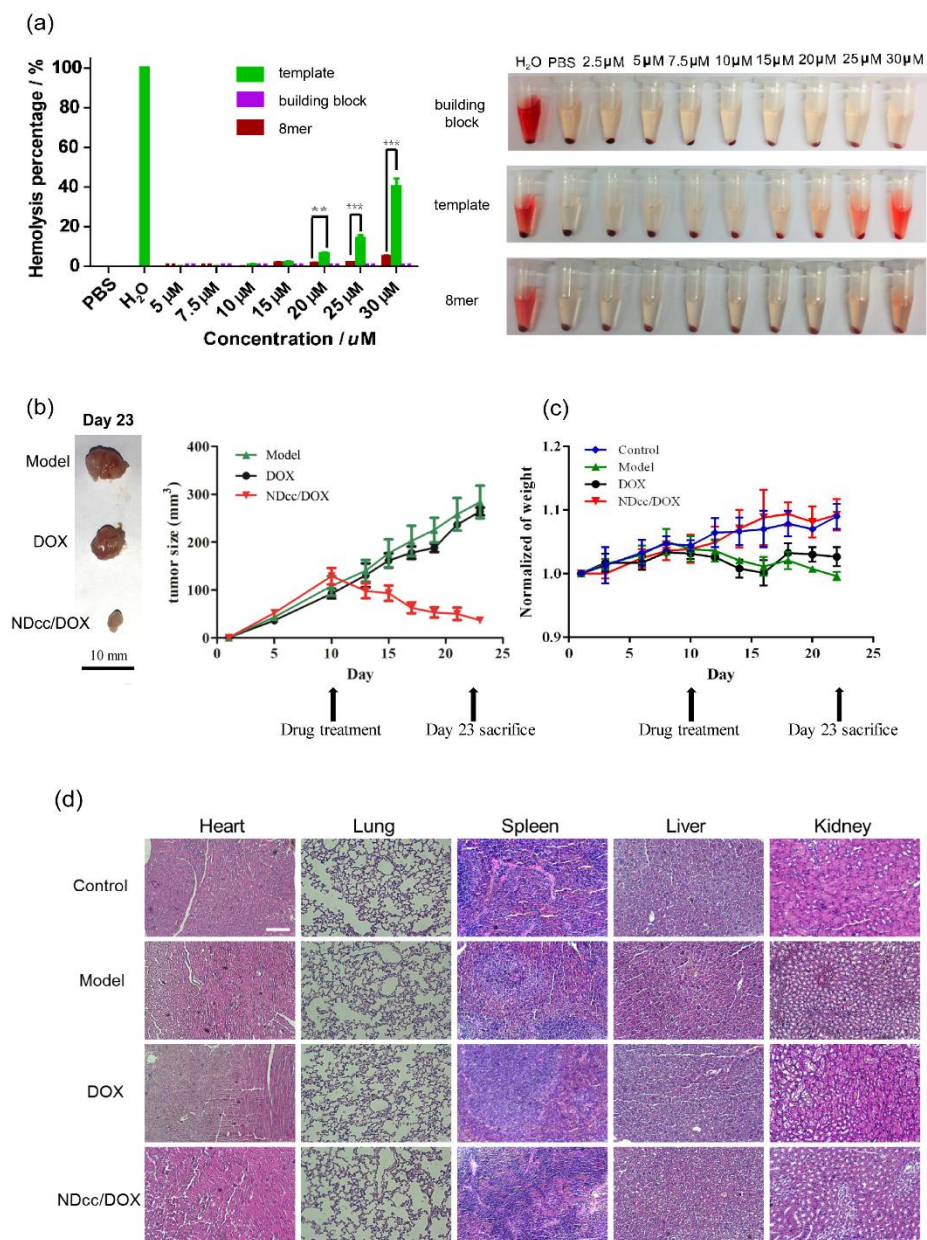 (a)
100
80
60
40
20
0
Hemolysis percentage / %
template
building block
8mer
**
***
***
PBS
H2O
5 µM
7.5 µM
10 µM
15 µM
20 µM
25 µM
30 µM
Concentration / uM
H2O PBS 2.5µM 5µM 7.5µM 10µM 15µM 20µM 25µM 30µM
building
block
template
8mer
(b)
Day 23
Model
DOX
NDcc/DOX
10 mm
400
300
200
100
0
tumor size (mm3)
Model
DOX
NDcc/DOX
0 5 10 15 20 25
Day
Drug treatment
Day 23 sacrifice
(c)
1.2
1.1
1.0
0.9
Normalized of weight
Control
Model
DOX
NDcc/DOX
0 5 10 15 20 25
Day
Drug treatment
Day 23 sacrifice
(d)
Heart Lung Spleen Liver Kidney
Control
Model
DOX
NDcc/DOX